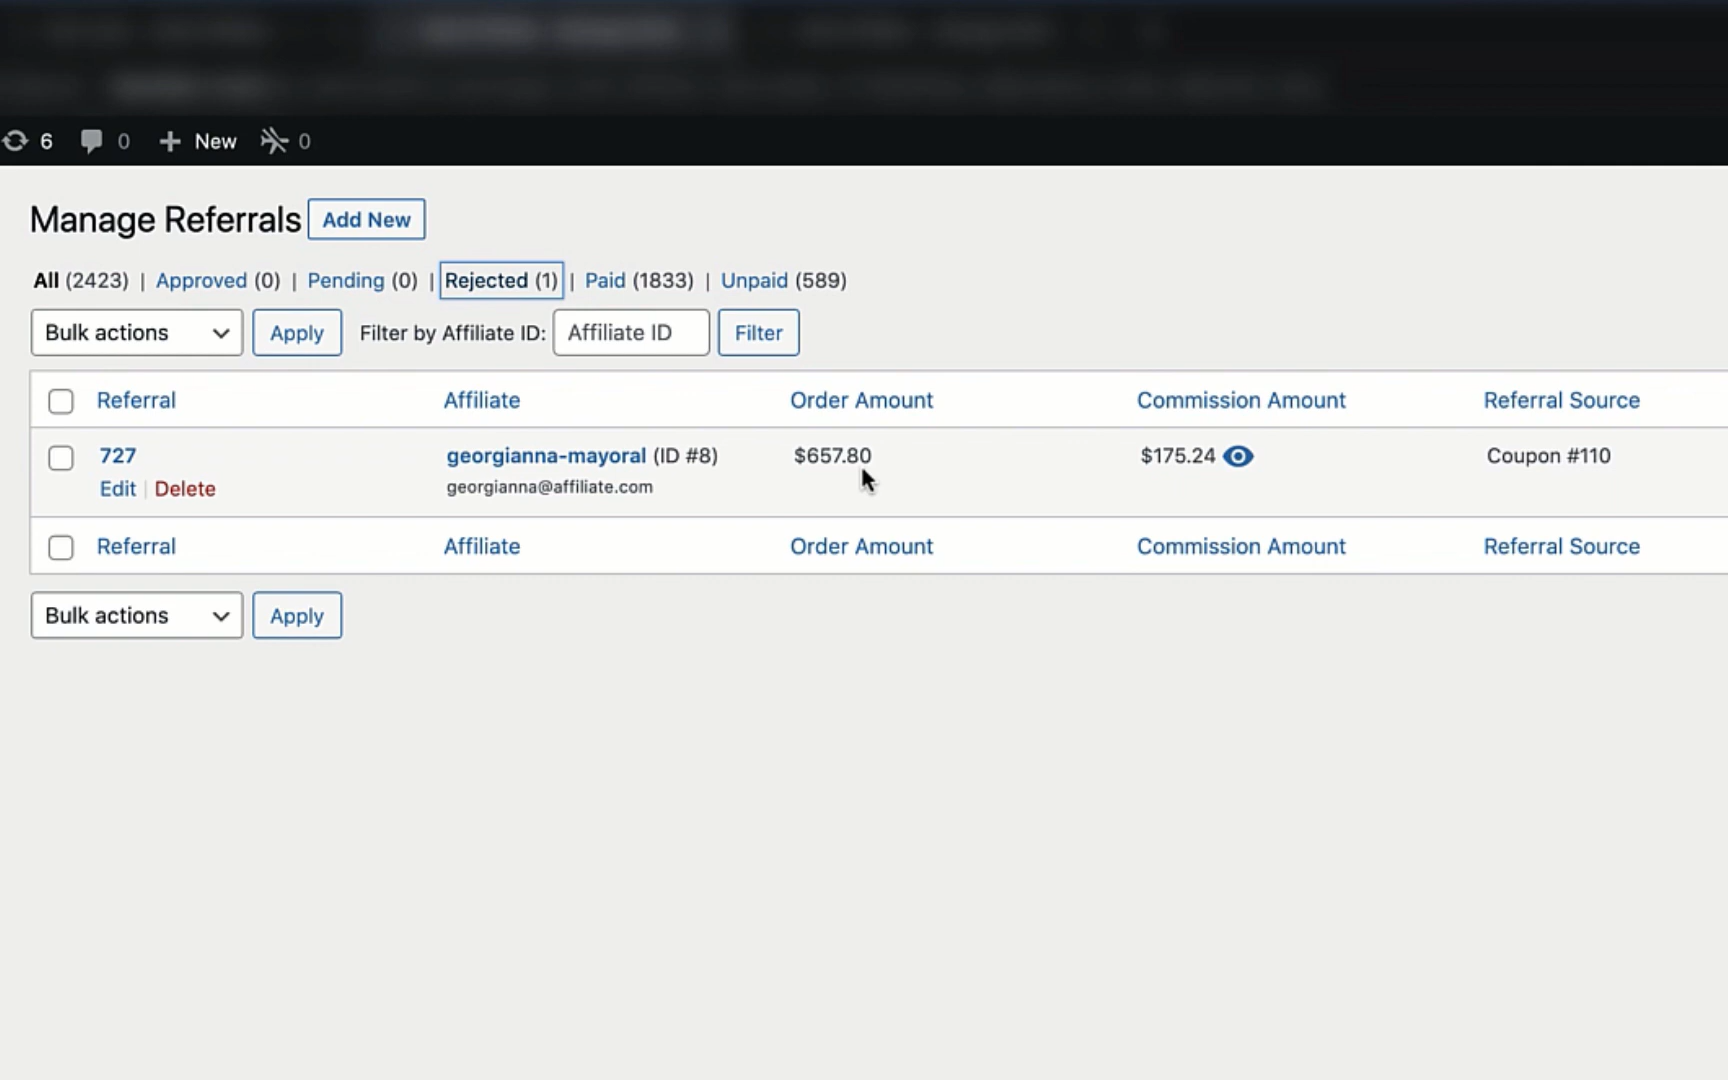 6 0 New 0
Manage Referrals Add New
All (2423) | Approved (0) | Pending (0) | Rejected (1) | Paid (1833) | Unpaid (589)
Bulk actions Apply Filter by Affiliate ID: Affiliate ID Filter
Referral Affiliate Order Amount Commission Amount Referral Source
727 georgianna-mayoral (ID #8) $657.80 $175.24 Coupon #110
Edit | Delete georgianna@affiliate.com
Referral Affiliate Order Amount Commission Amount Referral Source
Bulk actions Apply